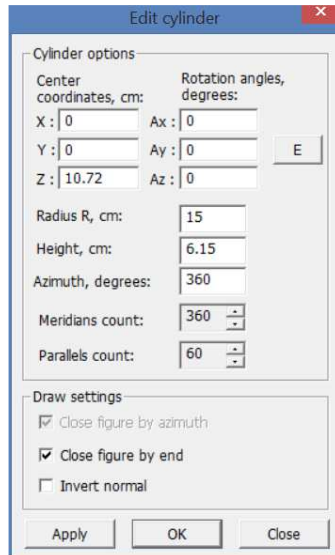 Edit cylinder
Cylinder options
Center coordinates, cm:
Rotation angles, degrees:
X : 0 Ax : 0
Y : 0 Ay : 0 E
Z : 10.72 Az : 0
Radius R, cm: 15
Height, cm: 6.15
Azimuth, degrees: 360
Meridians count: 360
Parallels count: 60
Draw settings
Close figure by azimuth
Close figure by end
Invert normal
Apply OK Close